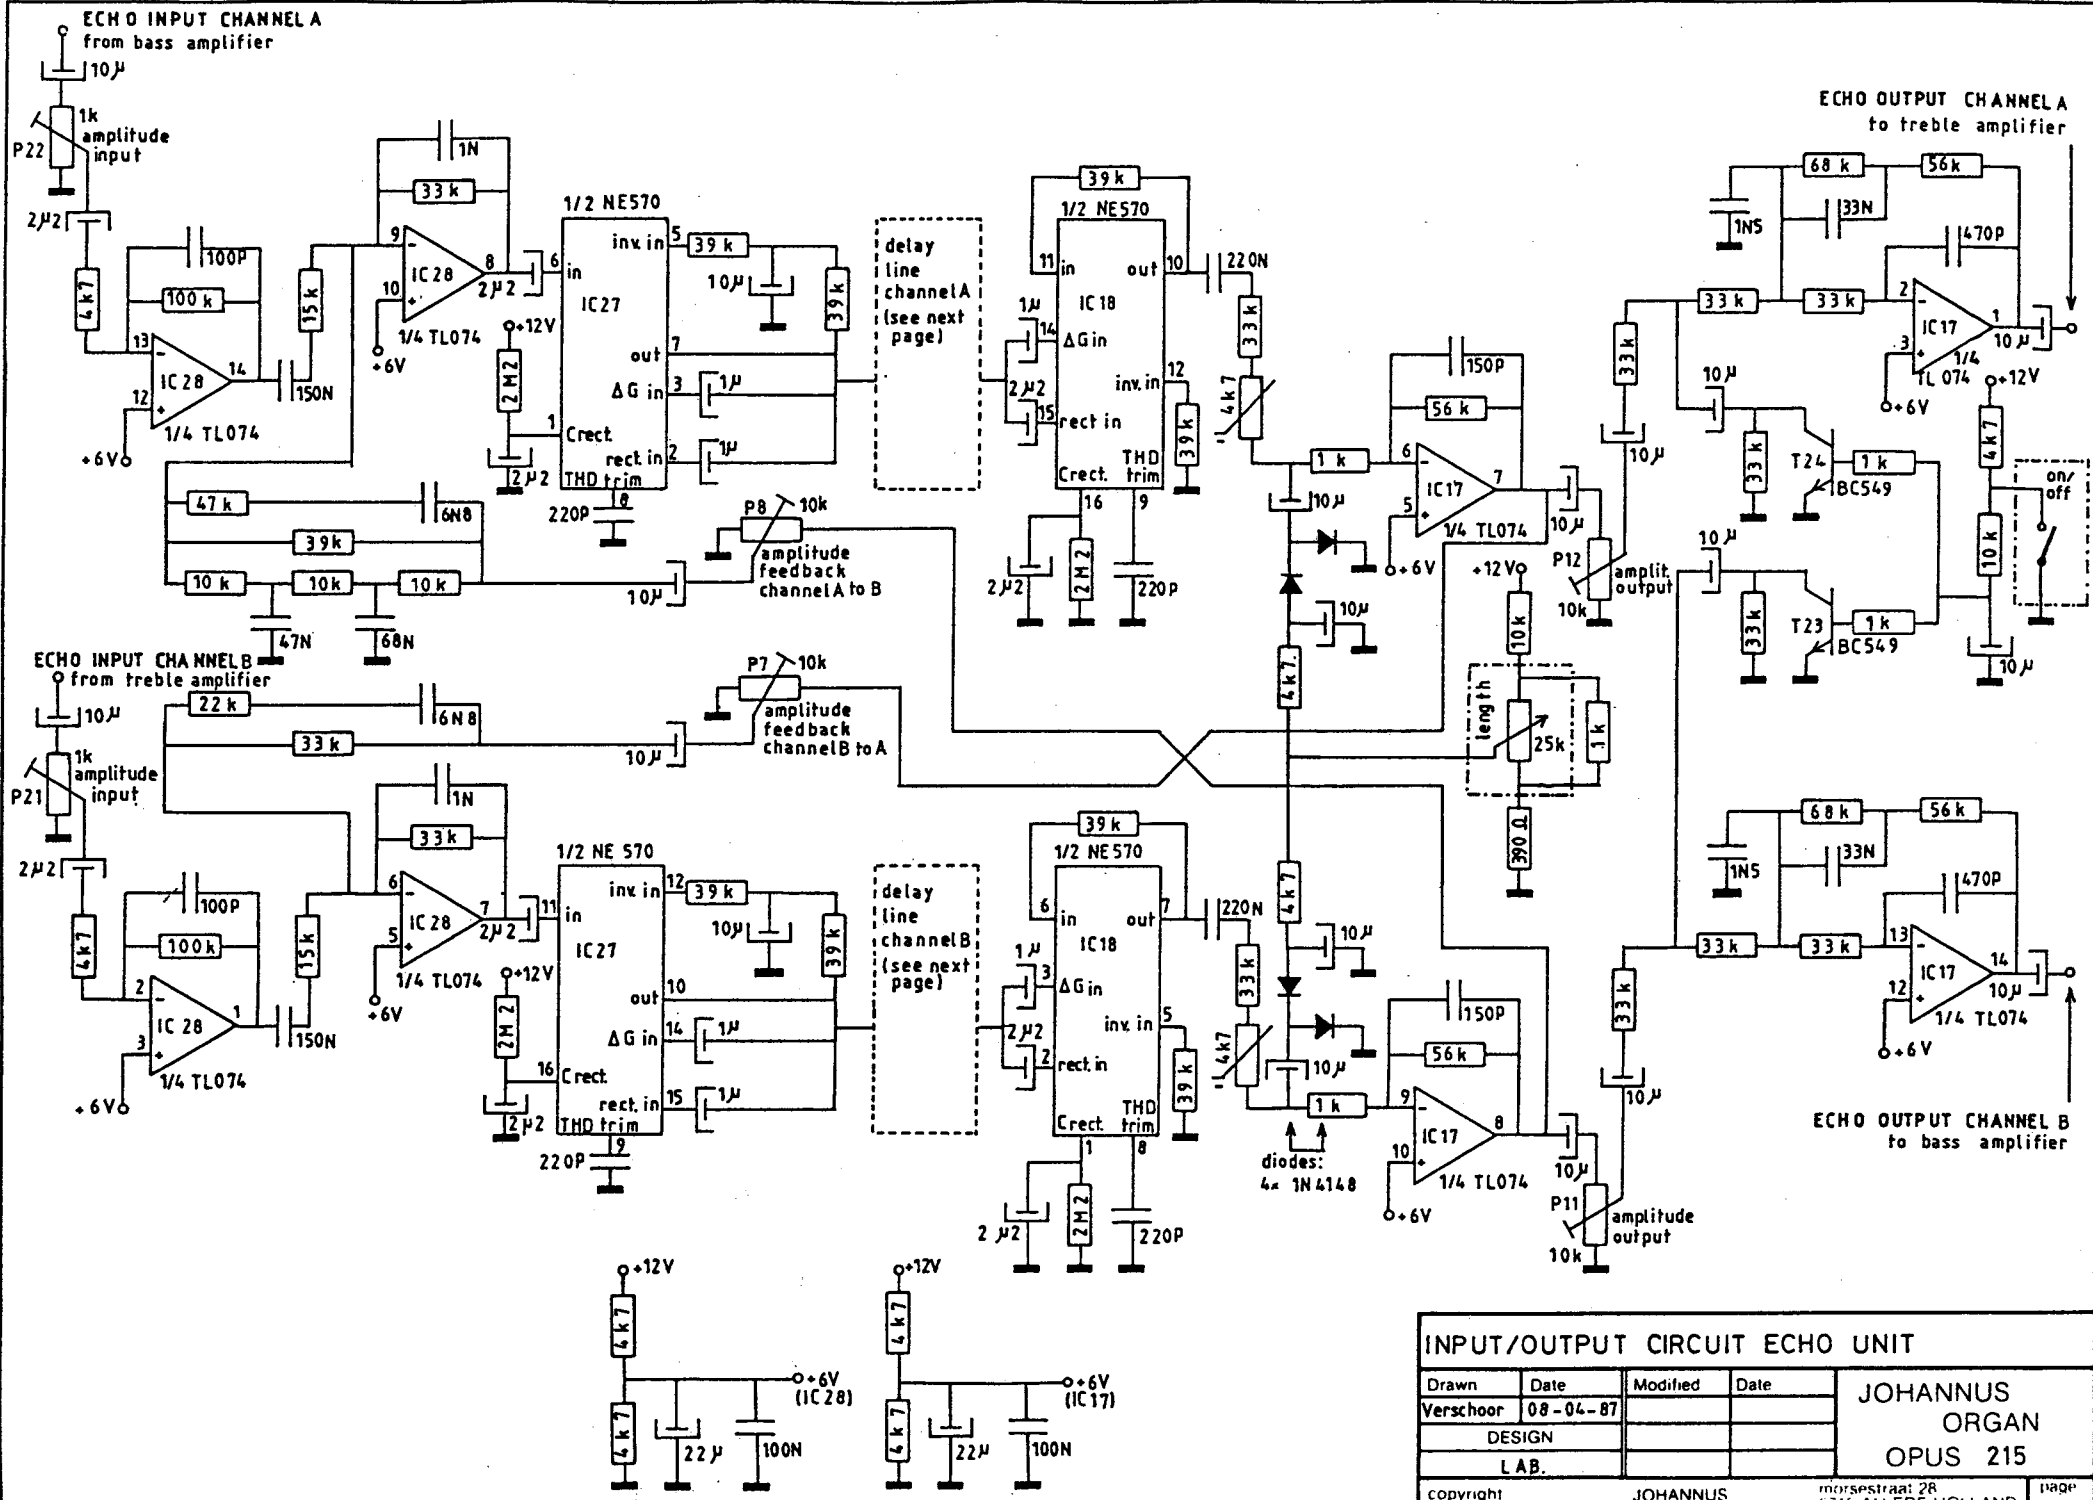 ECHO INPUT CHANNEL A
from bass amplifier
10µ
1k
amplitude
input
P22
2µ2
4k7
100P
100k
13
12
14
IC28
1/4 TL074
+6V
150N
15k
1N
33k
9
10
8
IC28
1/4 TL074
+6V
2µ2
1/2 NE570
6
in
inv. in
5
39k
10µ
39k
IC27
+12V
2M2
out
7
ΔG in
3
1µ
1
Crect.
rect. in
2
1µ
THD trim
8
2µ2
220P
delay
line
channel A
(see next
page)
39k
1/2 NE570
11
in
out
10
220N
IC18
1µ
14
ΔG in
2µ2
15
rect in
inv. in
12
39k
Crect.
THD
trim
16
9
2µ2
2M2
220P
33k
4k7
1k
10µ
150P
56k
6
5
7
IC17
1/4 TL074
+6V
10µ
P12
10k
amplit.
output
33k
10µ
ECHO OUTPUT CHANNEL A
to treble amplifier
68k
56k
1N5
33N
470P
33k
33k
2
3
1
IC17
1/4
TL 074
10µ
+6V
+12V
4k7
10µ
33k
T24
BC549
1k
on/
off
10k
10µ
33k
T23
BC549
1k
10µ
47k
6N8
39k
10k
10k
10k
47N
68N
10µ
P8
10k
amplitude
feedback
channel A to B
10µ
4k7
+12V
10k
length
25k
1k
390 Ω
ECHO INPUT CHANNEL B
from treble amplifier
10µ
1k
amplitude
input
P21
22k
6N8
33k
10µ
P7
10k
amplitude
feedback
channel B to A
2µ2
4k7
100P
100k
2
3
1
IC28
1/4 TL074
+6V
150N
15k
1N
33k
6
5
7
IC28
1/4 TL074
+6V
2µ2
1/2 NE 570
11
in
inv. in
12
39k
10µ
39k
IC27
+12V
2M2
out
10
ΔG in
14
1µ
16
Crect.
rect. in
15
1µ
THD trim
9
2µ2
220P
delay
line
channel B
(see next
page)
39k
1/2 NE570
6
in
out
7
220N
IC18
1µ
3
ΔG in
2µ2
2
rect. in
inv. in
5
39k
Crect.
THD
trim
1
8
2µ2
2M2
220P
33k
4k7
4k7
10µ
10µ
1k
diodes:
4x 1N4148
150P
56k
9
10
8
IC17
1/4 TL074
+6V
10µ
P11
10k
amplitude
output
33k
10µ
68k
56k
1N5
33N
470P
33k
33k
13
12
14
IC17
1/4 TL074
10µ
+6V
ECHO OUTPUT CHANNEL B
to bass amplifier
+12V
4k7
4k7
22µ
100N
+6V
(IC28)
+12V
4k7
4k7
22µ
100N
+6V
(IC17)
INPUT/OUTPUT CIRCUIT ECHO UNIT
Drawn Date Modified Date
Verschoor 08-04-87
DESIGN
LAB.
JOHANNUS
ORGAN
OPUS 215
copyright JOHANNUS morsestraat 28 page
HOLLAND